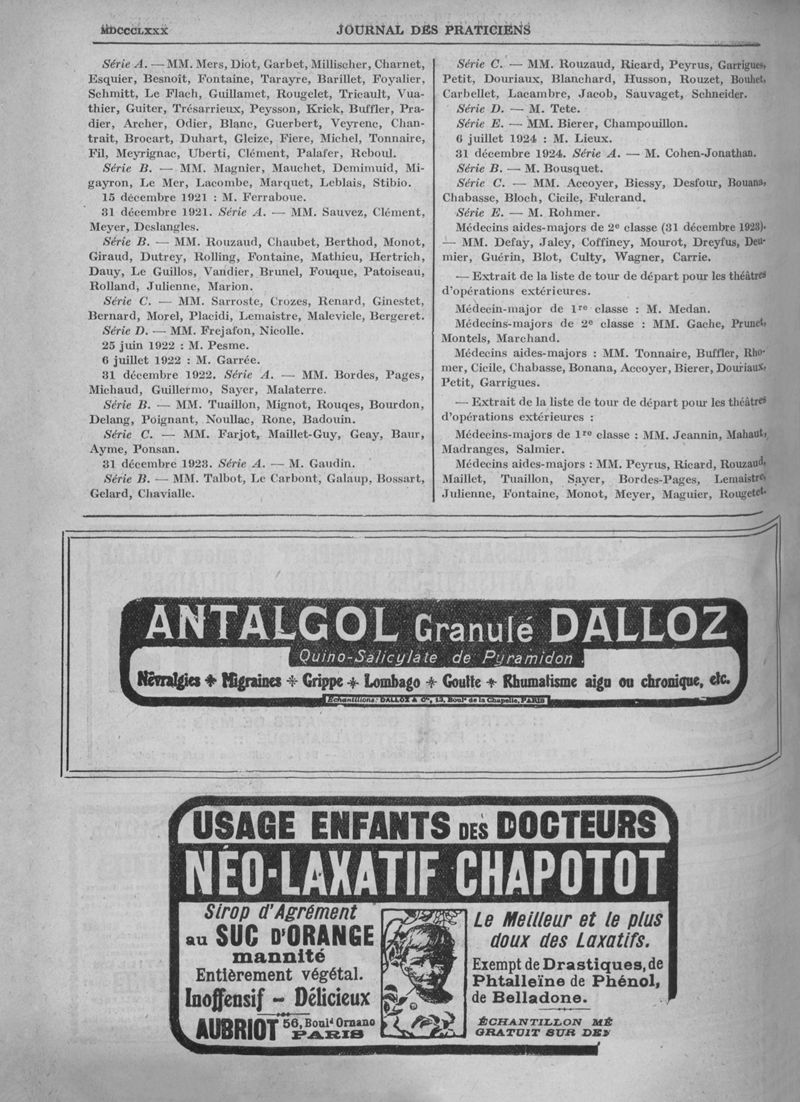 MDCCCLXXX
JOURNAL DES PRATICIENS
Série A. — MM. Mers, Diot, Garbet, Millischer, Charnet,
Esquier, Besnoît, Fontaine, Tarayre, Barillet, Foyalier,
Schmitt, Le Flach, Guillamet, Rougelet, Tricault, Vua-
thier, Guiter, Trésarrieux, Peysson, Krick, Buffler, Pra-
dier, Archer, Odier, Blanc, Guerbert, Veyrenc, Chan-
trait, Brocart, Duhart, Gleize, Fiere, Michel, Tonnaire,
Fil, Meyrignac, Uberti, Clément, Palafer, Reboul.
Série B. — MM. Magnier, Mauchet, Demimuid, Mi-
gayron, Le Mer, Lacombe, Marquet, Leblais, Stibio.
15 décembre 1921 : M. Ferraboue.
31 décembre 1921. Série A. — MM. Sauvez, Clément,
Meyer, Deslangles.
Série B. — MM. Rouzaud, Chaubet, Berthod, Monot,
Giraud, Dutrey, Rolling, Fontaine, Mathieu, Hertrich,
Dauy, Le Guillos, Vandier, Brunel, Fouque, Patoiseau,
Rolland, Julienne, Marion.
Série C. — MM. Sarroste, Crozes, Renard, Ginestet,
Bernard, Morel, Placidi, Lemaistre, Maleviele, Bergeret.
Série D. — MM. Frejafon, Nicolle.
25 juin 1922 : M. Pesme.
6 juillet 1922 : M. Garrée.
31 décembre 1922. Série A. — MM. Bordes, Pages,
Michaud, Guillermo, Sayer, Malaterre.
Série B. — MM. Tuaillon, Mignot, Rouqes, Bourdon,
Delang, Poignant, Noullac, Rone, Badouin.
Série C. — MM. Farjot, Maillet-Guy, Geay, Baur,
Ayme, Ponsan.
31 décembre 1923. Série A. — M. Gaudin.
Série B. — MM. Talbot, Le Carbont, Galaup, Bossart,
Gelard, Chavialle.
Série C. — MM. Rouzaud, Ricard, Peyrus, Garrigues,
Petit, Douriaux, Blanchard, Husson, Rouzet, Bouhet,
Carbellet, Lacambre, Jacob, Sauvaget, Schneider.
Série D. — M. Tete.
Série E. — MM. Bierer, Champouillon.
6 juillet 1924 : M. Lieux.
31 décembre 1924. Série A. — M. Cohen-Jonathan.
Série B. — M. Bousquet.
Série C. — MM. Accoyer, Biessy, Desfour, Bouana,
Chabasse, Bloch, Cicile, Fulcrand.
Série E. — M. Rohmer.
Médecins aides-majors de 2e classe (31 décembre 1923).
— MM. Defay, Jaley, Coffiney, Mourot, Dreyfus, Deu-
mier, Guérin, Blot, Culty, Wagner, Carrie.
— Extrait de la liste de tour de départ pour les théâtres
d'opérations extérieures.
Médecin-major de 1re classe : M. Medan.
Médecins-majors de 2e classe : MM. Gache, Prunet,
Montels, Marchand.
Médecins aides-majors : MM. Tonnaire, Buffler, Rho-
mer, Cicile, Chabasse, Bonana, Accoyer, Bierer, Douriaux,
Petit, Garrigues.
— Extrait de la liste de tour de départ pour les théâtres
d'opérations extérieures :
Médecins-majors de 1re classe : MM. Jeannin, Mahaut,
Madranges, Salmier.
Médecins aides-majors : MM. Peyrus, Ricard, Rouzaud,
Maillet, Tuaillon, Sayer, Bordes-Pages, Lemaistre,
Julienne, Fontaine, Monot, Meyer, Maguier, Rougetet.
ANTALGOL Granulé DALLOZ
Quino-Salicylate de Pyramidon.
Névralgies ✦ Migraines ✦ Grippe ✦ Lombago ✦ Goutte ✦ Rhumatisme aigu ou chronique, etc.
Echantillons: DALLOZ & Cie, 13, Boulᵈ de la Chapelle, PARIS
USAGE ENFANTS DES DOCTEURS
NÉO-LAXATIF CHAPOTOT
Sirop d'Agrément
au SUC D'ORANGE
mannité
Entièrement végétal.
Inoffensif — Délicieux
AUBRIOT 56, Boulᵈ Ornano
PARIS
Le Meilleur et le plus
doux des Laxatifs.
Exempt de Drastiques, de
Phtalleïne de Phénol,
de Belladone.
ÉCHANTILLON MÉ
GRATUIT SUR DE